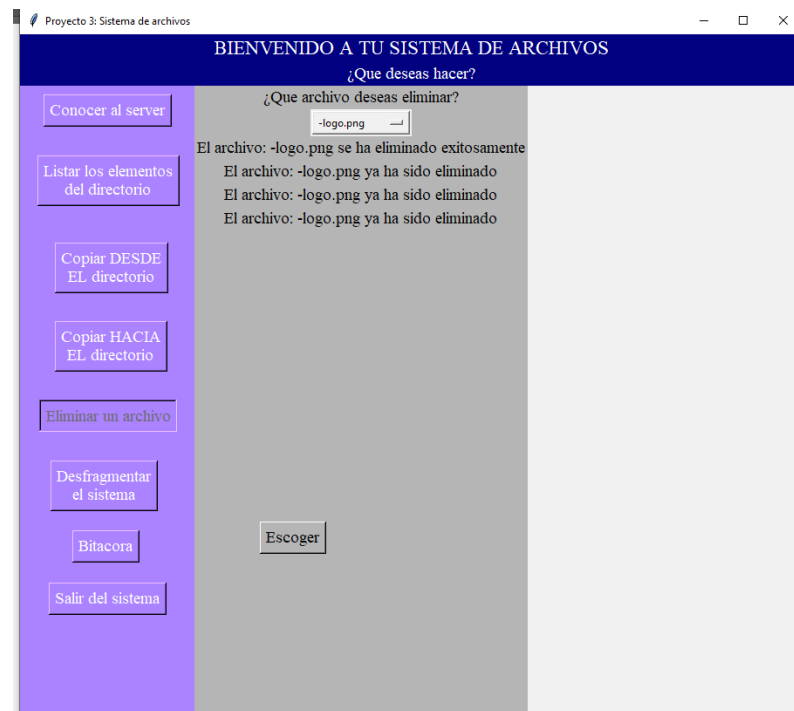 Proyecto 3: Sistema de archivos
BIENVENIDO A TU SISTEMA DE ARCHIVOS
¿Que deseas hacer?
Conocer al server
Listar los elementos
del directorio
Copiar DESDE
EL directorio
Copiar HACIA
EL directorio
Eliminar un archivo
Desfragmentar
el sistema
Bitacora
Salir del sistema
¿Que archivo deseas eliminar?
-logo.png
El archivo: -logo.png se ha eliminado exitosamente
El archivo: -logo.png ya ha sido eliminado
El archivo: -logo.png ya ha sido eliminado
El archivo: -logo.png ya ha sido eliminado
Escoger